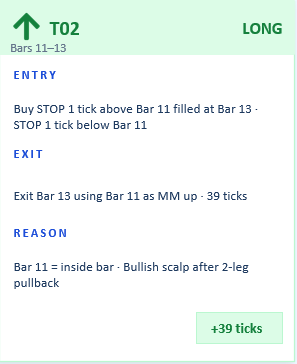 T02
LONG
Bars 11–13
ENTRY
Buy STOP 1 tick above Bar 11 filled at Bar 13 ·
STOP 1 tick below Bar 11
EXIT
Exit Bar 13 using Bar 11 as MM up · 39 ticks
REASON
Bar 11 = inside bar · Bullish scalp after 2-leg
pullback
+39 ticks